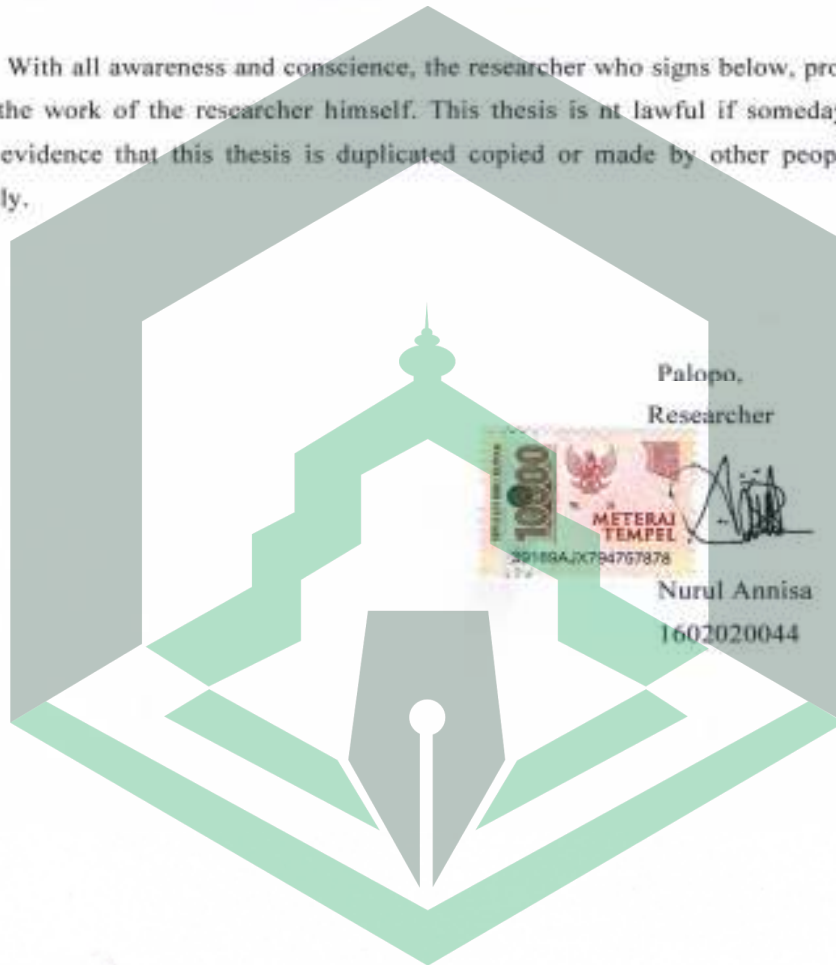 With all awareness and conscience, the researcher who signs below, pro
the work of the researcher himself. This thesis is nt lawful if someday
evidence that this thesis is duplicated copied or made by other peop
ly.
Palopo,
Researcher
10000
METERAI
TEMPEL
Nurul Annisa
1602020044